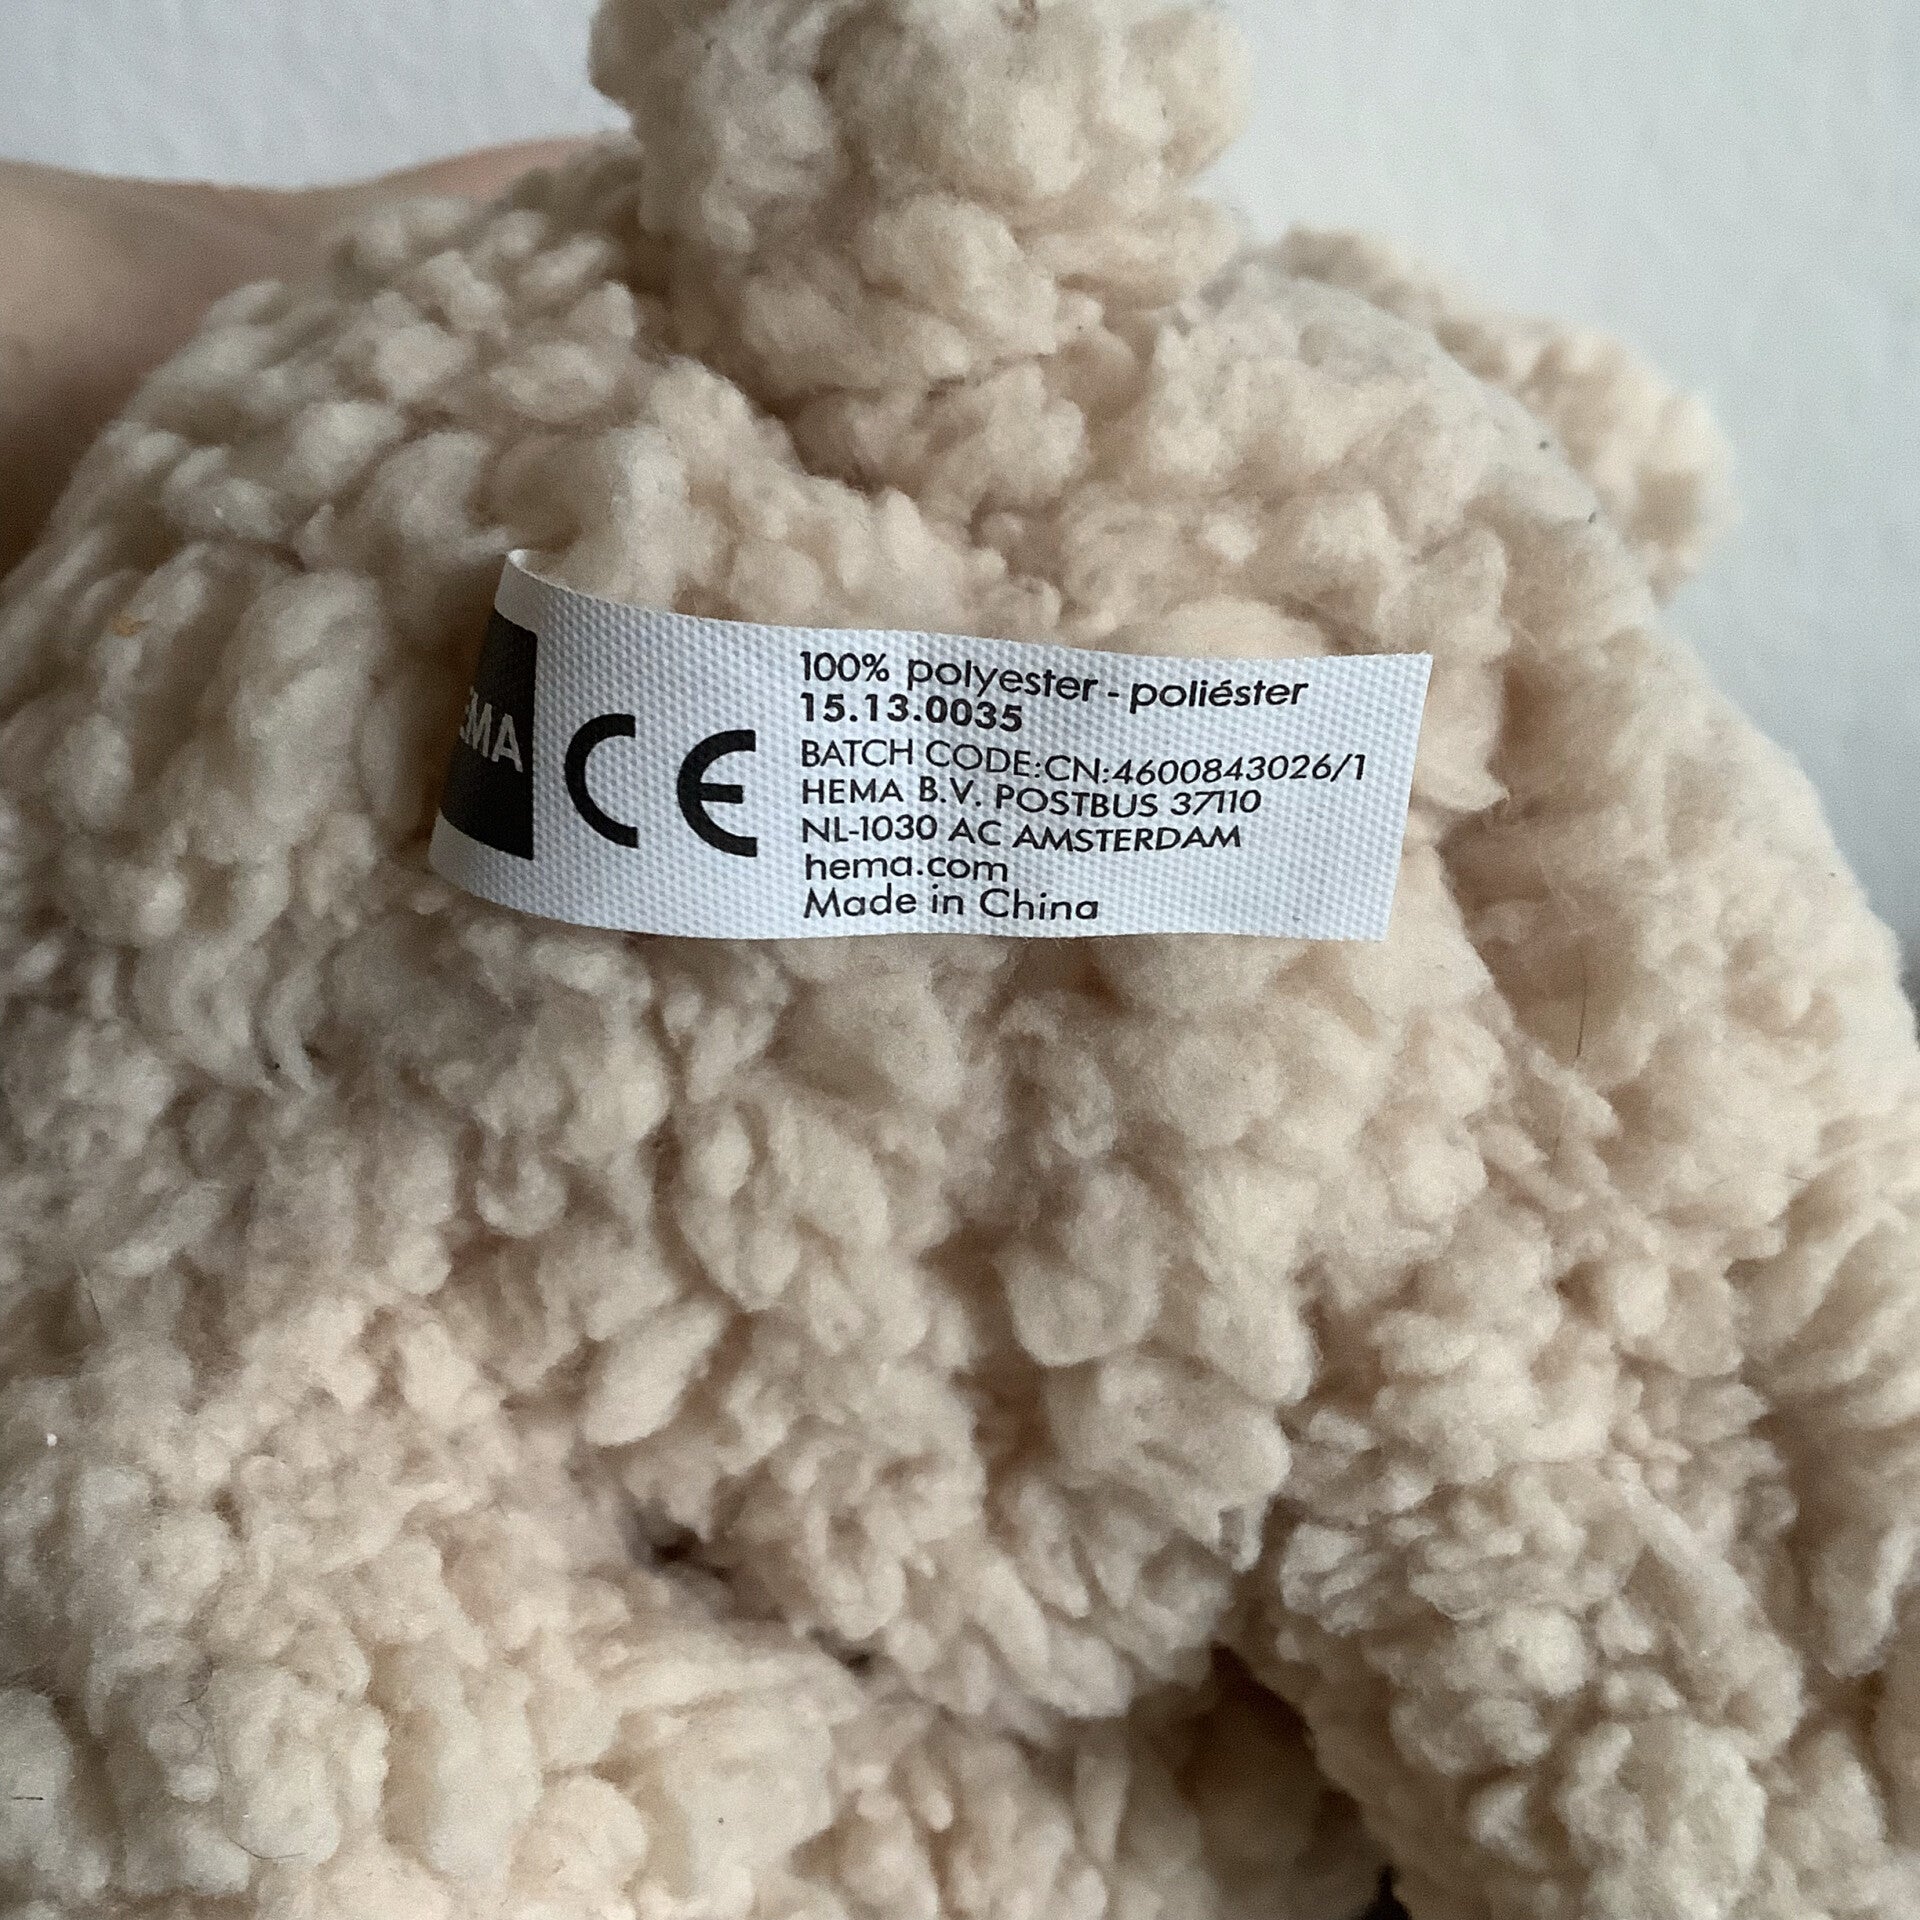 100% polyester - poliéster
15.13.0035
BATCH CODE:CN:4600843026/1
HEMA B.V. POSTBUS 37110
NL-1030 AC AMSTERDAM
hema.com
Made in China
CE